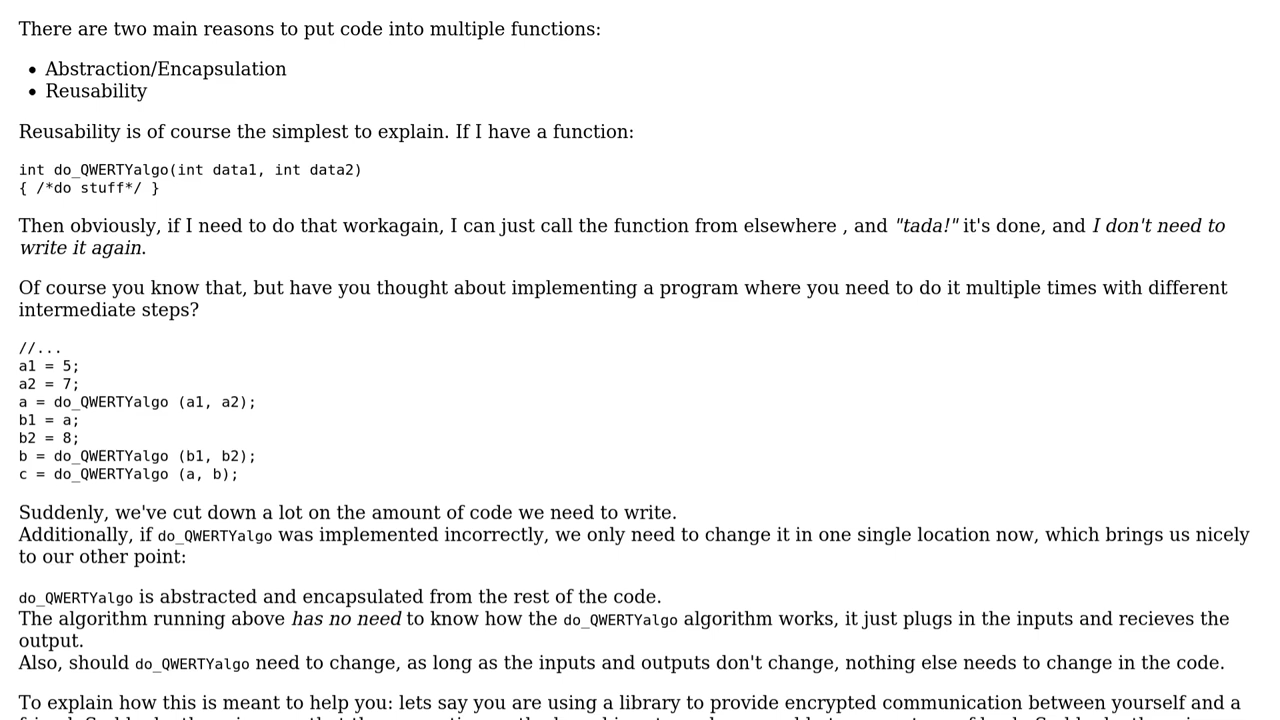 There are two main reasons to put code into multiple functions:
• Abstraction/Encapsulation
• Reusability
Reusability is of course the simplest to explain. If I have a function:
int do_QWERTYalgo(int data1, int data2)
{ /*do stuff*/ }
Then obviously, if I need to do that workagain, I can just call the function from elsewhere , and "tada!" it's done, and I don't need to
write it again.
Of course you know that, but have you thought about implementing a program where you need to do it multiple times with different
intermediate steps?
//...
a1 = 5;
a2 = 7;
a = do_QWERTYalgo (a1, a2);
b1 = a;
b2 = 8;
b = do_QWERTYalgo (b1, b2);
c = do_QWERTYalgo (a, b);
Suddenly, we've cut down a lot on the amount of code we need to write.
Additionally, if do_QWERTYalgo was implemented incorrectly, we only need to change it in one single location now, which brings us nicely
to our other point:
do_QWERTYalgo is abstracted and encapsulated from the rest of the code.
The algorithm running above has no need to know how the do_QWERTYalgo algorithm works, it just plugs in the inputs and recieves the
output.
Also, should do_QWERTYalgo need to change, as long as the inputs and outputs don't change, nothing else needs to change in the code.
To explain how this is meant to help you: lets say you are using a library to provide encrypted communication between yourself and a